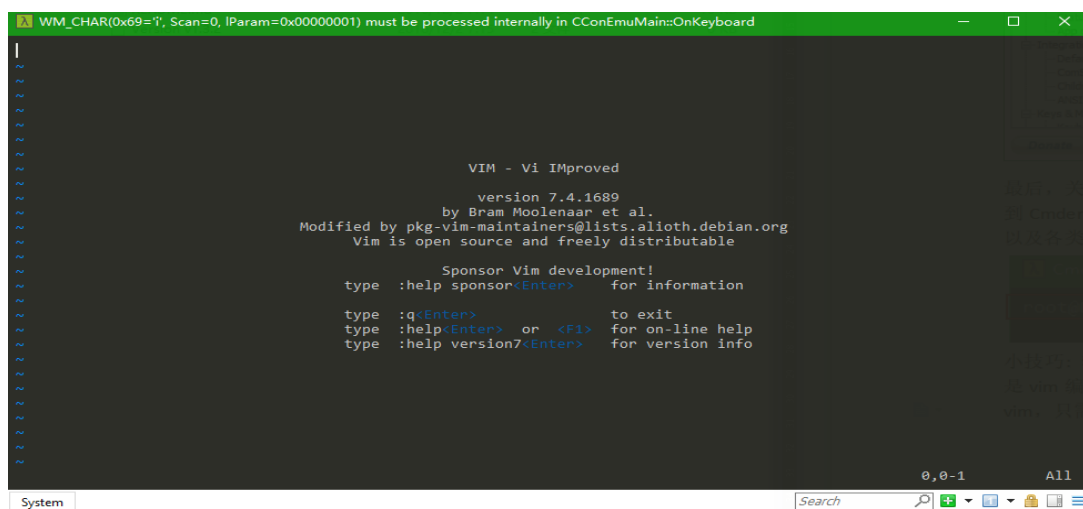 WM_CHAR(0x69='i', Scan=0, lParam=0x00000001) must be processed internally in CConEmuMain::OnKeyboard
~
~
~
~
~
~
~
~ VIM - Vi IMproved
~
~ version 7.4.1689
~ by Bram Moolenaar et al.
~ Modified by pkg-vim-maintainers@lists.alioth.debian.org
~ Vim is open source and freely distributable
~
~ Sponsor Vim development!
~ type :help sponsor<Enter> for information
~
~ type :q<Enter> to exit
~ type :help<Enter> or <F1> for on-line help
~ type :help version7<Enter> for version info
~
~
~
~
~
~
~
~
0,0-1 All
System
Search